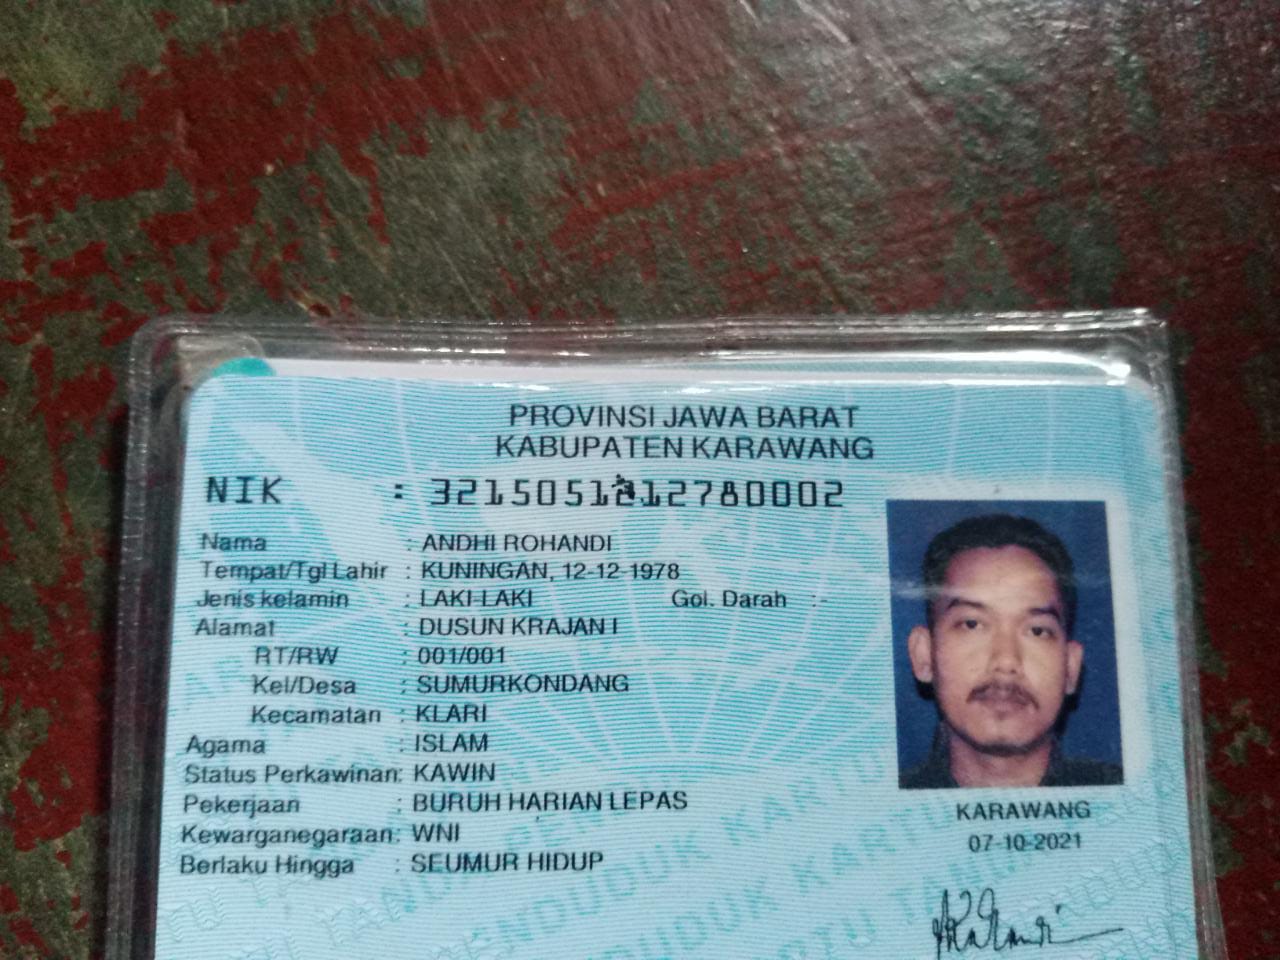 PROVINSI JAWA BARAT
KABUPATEN KARAWANG
NIK :
Nama : ANDHI ROHANDI
Tempat/Tgl Lahir : KUNINGAN, 12-12-1978
Jenis kelamin : LAKI-LAKI Gol. Darah : -
Alamat : DUSUN KRAJAN I
RT/RW : 001/001
Kel/Desa : SUMURKONDANG
Kecamatan : KLARI
Agama : ISLAM
Status Perkawinan: KAWIN
Pekerjaan : BURUH HARIAN LEPAS
Kewarganegaraan: WNI
Berlaku Hingga : SEUMUR HIDUP
KARAWANG
07-10-2021